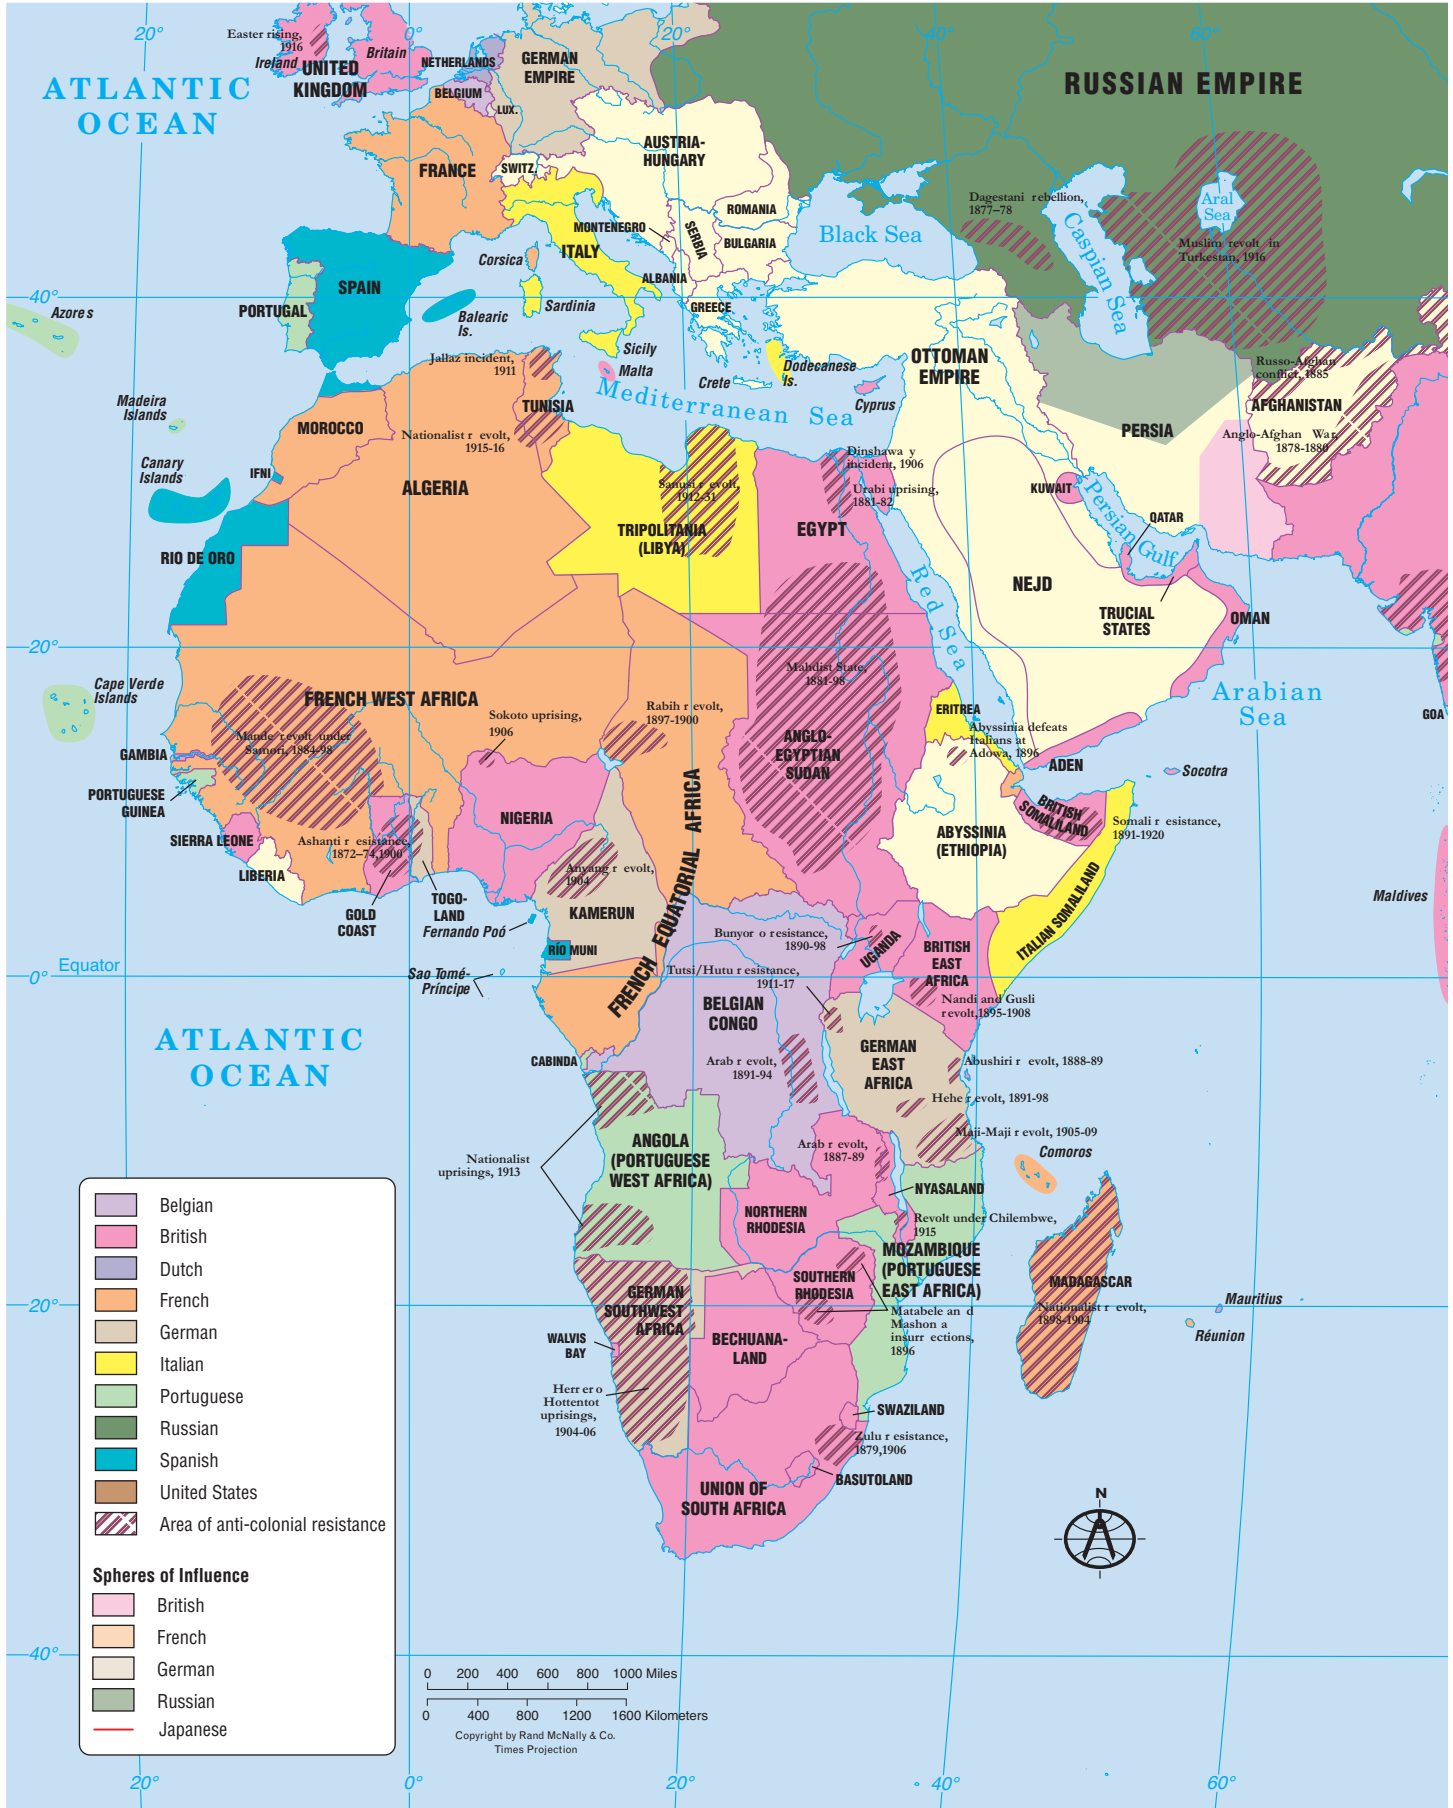 20°
0°
20°
40°
60°
Easter rising,
1916
Ireland
Britain
UNITED
KINGDOM
NETHERLANDS
BELGIUM
LUX.
GERMAN
EMPIRE
RUSSIAN EMPIRE
ATLANTIC
OCEAN
FRANCE
SWITZ.
AUSTRIA-
HUNGARY
ROMANIA
MONTENEGRO
SERBIA
BULGARIA
ITALY
ALBANIA
GREECE
Corsica
Sardinia
Black Sea
Dagestani rebellion,
1877–78
Caspian Sea
Aral
Sea
Muslim revolt in
Turkestan, 1916
40°
Azores
PORTUGAL
SPAIN
Balearic
Is.
Sicily
Malta
Crete
Dodecanese
Is.
Cyprus
Mediterranean Sea
OTTOMAN
EMPIRE
Russo-Afghan
conflict, 1885
AFGHANISTAN
Anglo-Afghan War,
1878-1880
PERSIA
Jallaz incident,
1911
TUNISIA
Nationalist revolt,
1915-16
Madeira
Islands
MOROCCO
Canary
Islands
IFNI
ALGERIA
Sanusi revolt,
1912-31
TRIPOLITANIA
(LIBYA)
Dinshaway
incident, 1906
Urabi uprising,
1881-82
EGYPT
KUWAIT
Persian Gulf
QATAR
RIO DE ORO
NEJD
TRUCIAL
STATES
OMAN
Red Sea
20°
Cape Verde
Islands
FRENCH WEST AFRICA
Mande revolt under
Samori, 1884-98
Sokoto uprising,
1906
Rabih revolt,
1897-1900
Mahdist State,
1881-98
ANGLO-
EGYPTIAN
SUDAN
ERITREA
Abyssinia defeats
Italians at
Adowa, 1896
ADEN
Socotra
Arabian
Sea
GOA
GAMBIA
PORTUGUESE
GUINEA
SIERRA LEONE
LIBERIA
Ashanti resistance,
1872–74,1900
GOLD
COAST
TOGO-
LAND
NIGERIA
Anyang revolt,
1904
KAMERUN
Fernando Poó
RÍO MUNI
FRENCH EQUATORIAL AFRICA
ABYSSINIA
(ETHIOPIA)
BRITISH
SOMALILAND
Somali resistance,
1891-1920
ITALIAN SOMALILAND
Maldives
Bunyoro resistance,
1890-98
UGANDA
BRITISH
EAST
AFRICA
0°
Equator
Sao Tomé-
Príncipe
Tutsi/Hutu resistance,
1911-17
BELGIAN
CONGO
Nandi and Gusli
revolt,1895-1908
ATLANTIC
OCEAN
CABINDA
Arab revolt,
1891-94
GERMAN
EAST
AFRICA
Abushiri revolt, 1888-89
Hehe revolt, 1891-98
Maji-Maji revolt, 1905-09
Comoros
Nationalist
uprisings, 1913
ANGOLA
(PORTUGUESE
WEST AFRICA)
Arab revolt,
1887-89
NYASALAND
NORTHERN
RHODESIA
Revolt under Chilembwe,
1915
MOZAMBIQUE
(PORTUGUESE
EAST AFRICA)
SOUTHERN
RHODESIA
Matabele and
Mashona
insurrections,
1896
MADAGASCAR
Nationalist revolt,
1898-1904
Mauritius
Réunion
20°
GERMAN
SOUTHWEST
AFRICA
WALVIS
BAY
BECHUANA-
LAND
Herrero
Hottentot
uprisings,
1904-06
SWAZILAND
Zulu resistance,
1879,1906
BASUTOLAND
UNION OF
SOUTH AFRICA
N
Belgian
British
Dutch
French
German
Italian
Portuguese
Russian
Spanish
United States
Area of anti-colonial resistance
Spheres of Influence
British
French
German
Russian
Japanese
40°
0 200 400 600 800 1000 Miles
0 400 800 1200 1600 Kilometers
Copyright by Rand McNally & Co.
Times Projection
20°
0°
20°
40°
60°